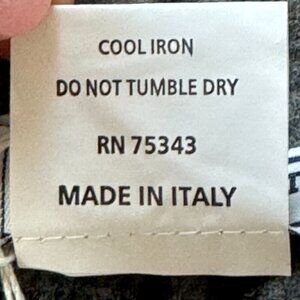 COOL IRON
DO NOT TUMBLE DRY
RN 75343
MADE IN ITALY